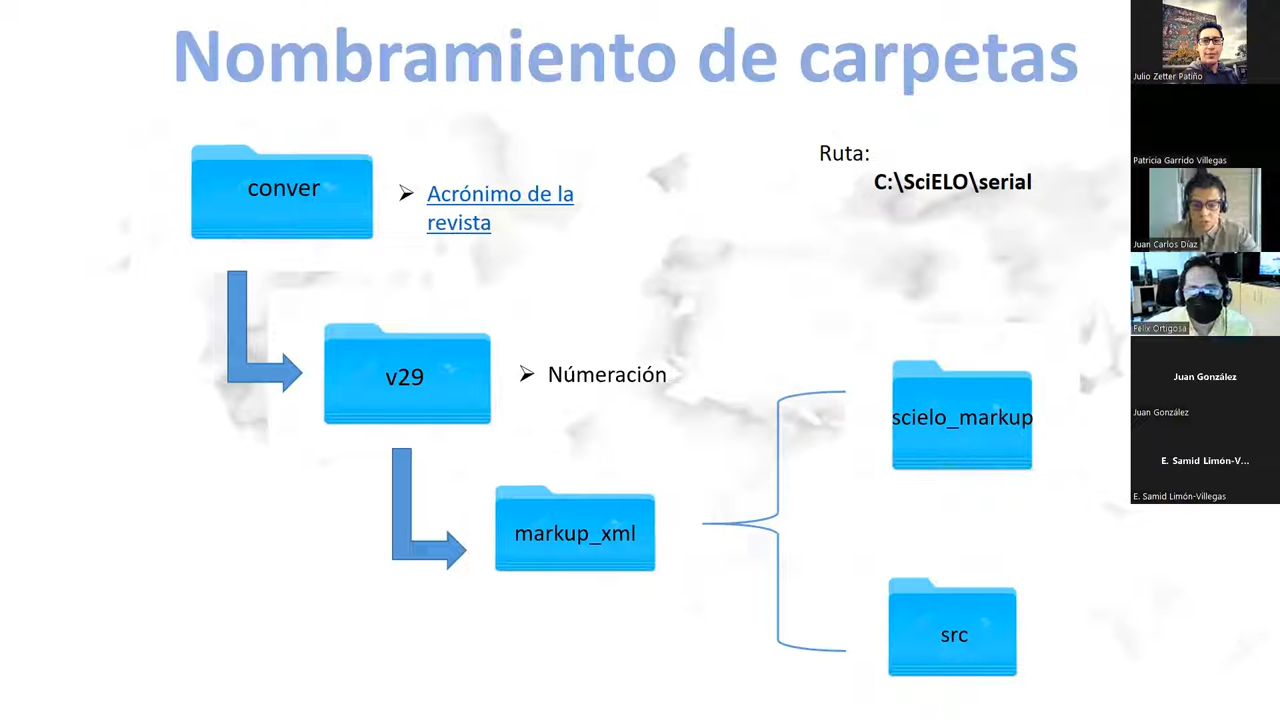 Nombramiento de carpetas
conver
Acrónimo de la
revista
Ruta:
C:\SciELO\serial
v29
Númeración
markup_xml
scielo_markup
src
Julio Zetter Patiño
Patricia Garrido Villegas
Juan Carlos Díaz
Felix Ortigosa
Juan González
Juan González
E. Samid Limón-V...
E. Samid Limón-Villegas